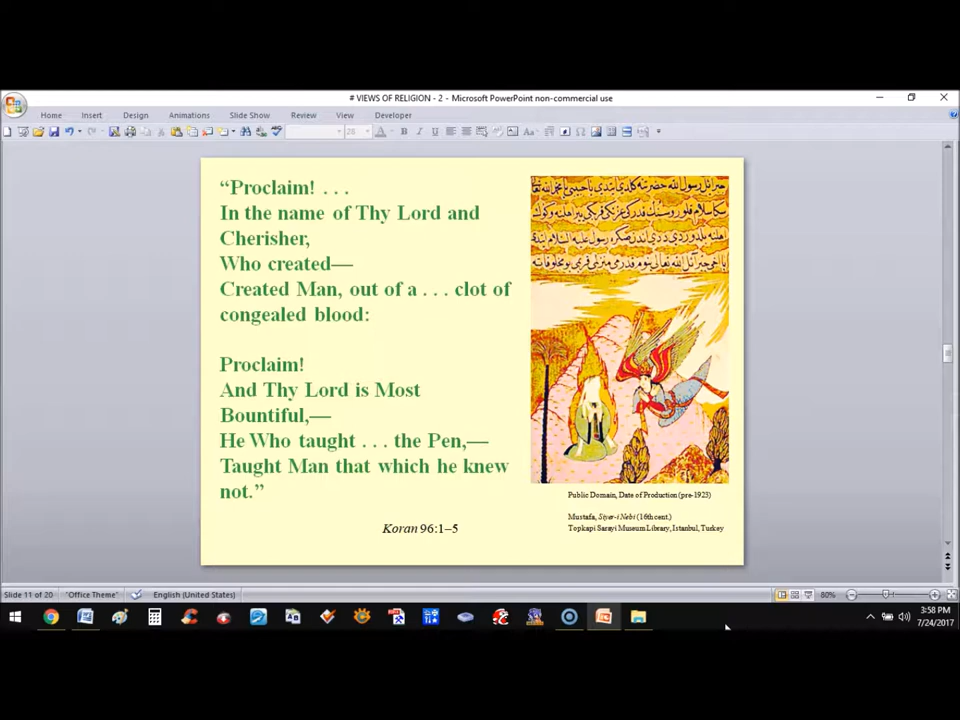 # VIEWS OF RELIGION - 2 - Microsoft PowerPoint non-commercial use
Home Insert Design Animations Slide Show Review View Developer
“Proclaim! . . .
In the name of Thy Lord and
Cherisher,
Who created—
Created Man, out of a . . . clot of
congealed blood:
Proclaim!
And Thy Lord is Most
Bountiful,—
He Who taught . . . the Pen,—
Taught Man that which he knew
not.”
Koran 96:1–5
Public Domain, Date of Production (pre-1923)
Mustafa, Siyer-i Nebi (16th cent.)
Topkapi Sarayi Museum Library, Istanbul, Turkey
Slide 11 of 20 "Office Theme" English (United States) 80%
3:58 PM
7/24/2017